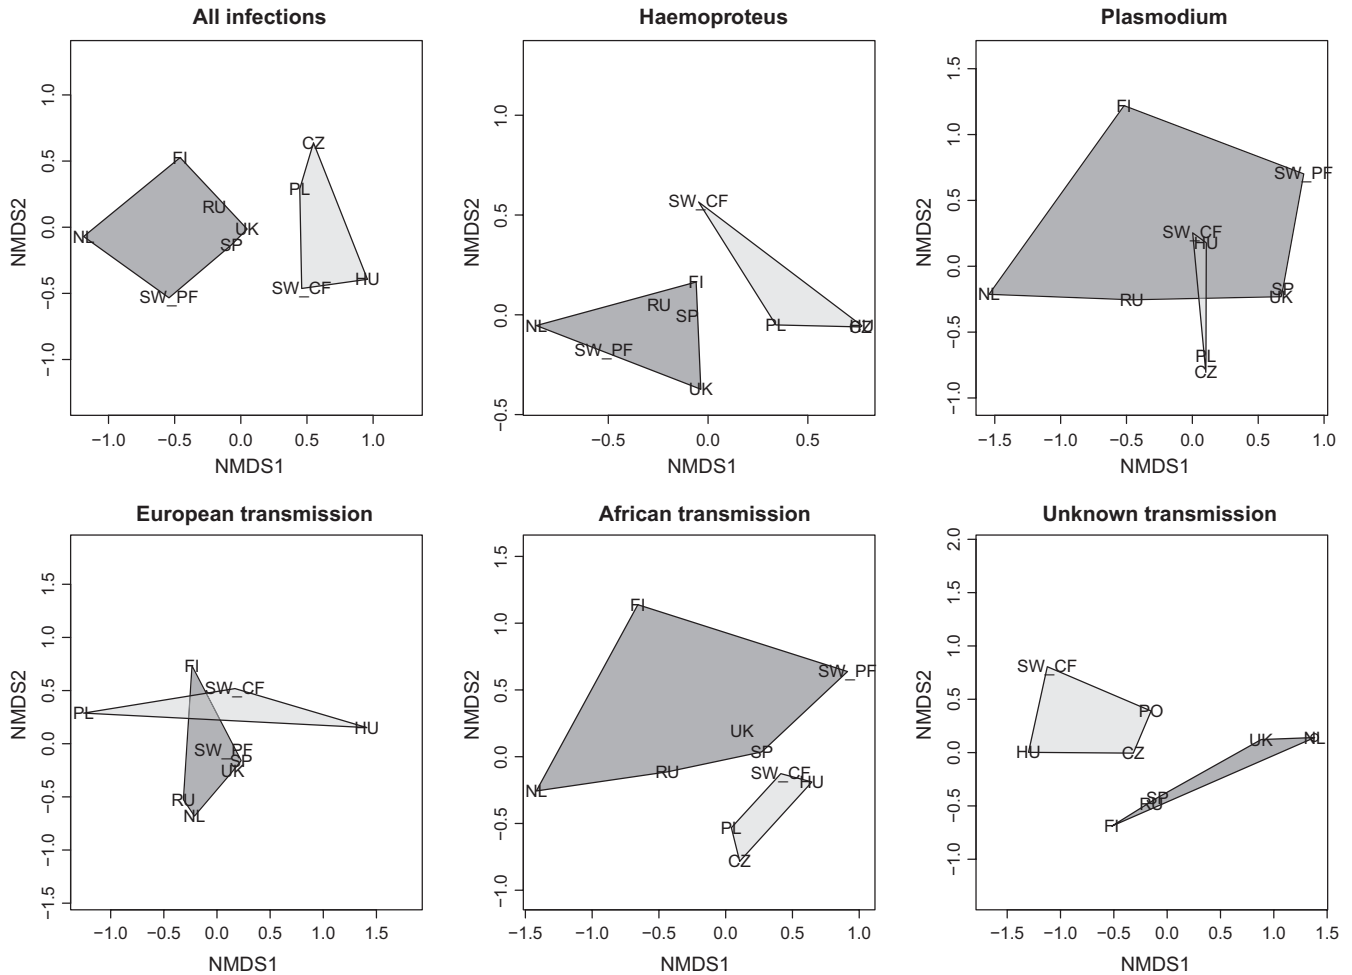 All infections
Haemoproteus
Plasmodium
NMDS2
1.0
0.5
0.0
−0.5
−1.0
CZ
FI
PL
RU
UK
NL
SP
SW_PF
SW_CF
HU
−1.0 −0.5 0.0 0.5 1.0
NMDS1
NMDS2
1.0
0.5
0.0
−0.5
SW_CF
FI
RU
SP
NL
PL
HU
CZ
SW_PF
UK
−0.5 0.0 0.5
NMDS1
NMDS2
1.5
1.0
0.5
0.0
−0.5
−1.0
FI
SW_PF
SW_CF
HU
NL
RU
SP
UK
PL
CZ
−1.5 −1.0 −0.5 0.0 0.5 1.0
NMDS1
European transmission
African transmission
Unknown transmission
NMDS2
1.5
1.0
0.5
0.0
−0.5
−1.0
−1.5
FI
SW_CF
PL
HU
SW_PF
SP
UK
RU
NL
−1.0 −0.5 0.0 0.5 1.0 1.5
NMDS1
NMDS2
1.5
1.0
0.5
0.0
−0.5
−1.0
FI
SW_PF
UK
SP
RU
SW_CF
HU
NL
PL
CZ
−1.0 −0.5 0.0 0.5 1.0
NMDS1
NMDS2
2.0
1.5
1.0
0.5
0.0
−0.5
−1.0
SW_CF
PO
HU
CZ
UK
NL
SP
RU
FI
−1.5 −1.0 −0.5 0.0 0.5 1.0 1.5
NMDS1